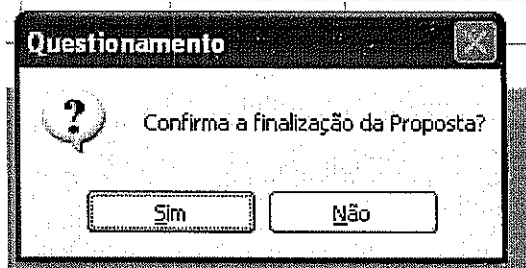 Questionamento
?
Confirma a finalização da Proposta?
Sim
Não